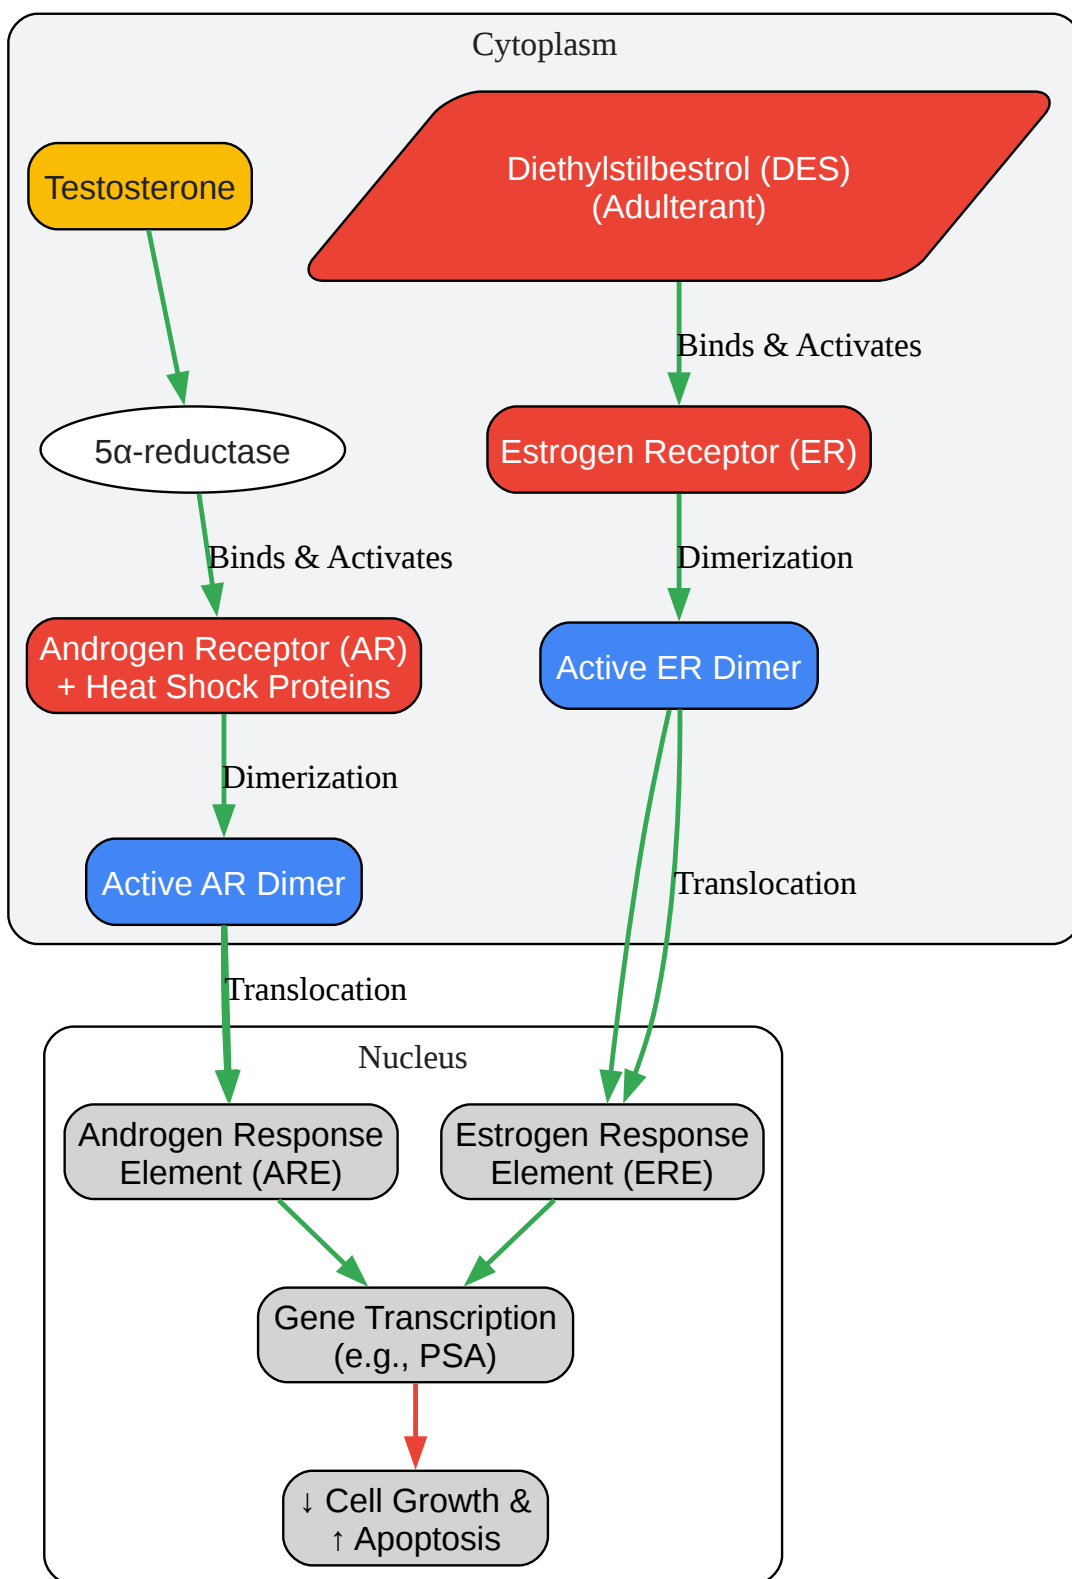 Cytoplasm
Testosterone
Diethylstilbestrol (DES)
(Adulterant)
Binds & Activates
5α-reductase
Estrogen Receptor (ER)
Binds & Activates
Dimerization
Androgen Receptor (AR)
+ Heat Shock Proteins
Active ER Dimer
Dimerization
Active AR Dimer
Translocation
Translocation
Nucleus
Androgen Response
Element (ARE)
Estrogen Response
Element (ERE)
Gene Transcription
(e.g., PSA)
↓ Cell Growth &
↑ Apoptosis